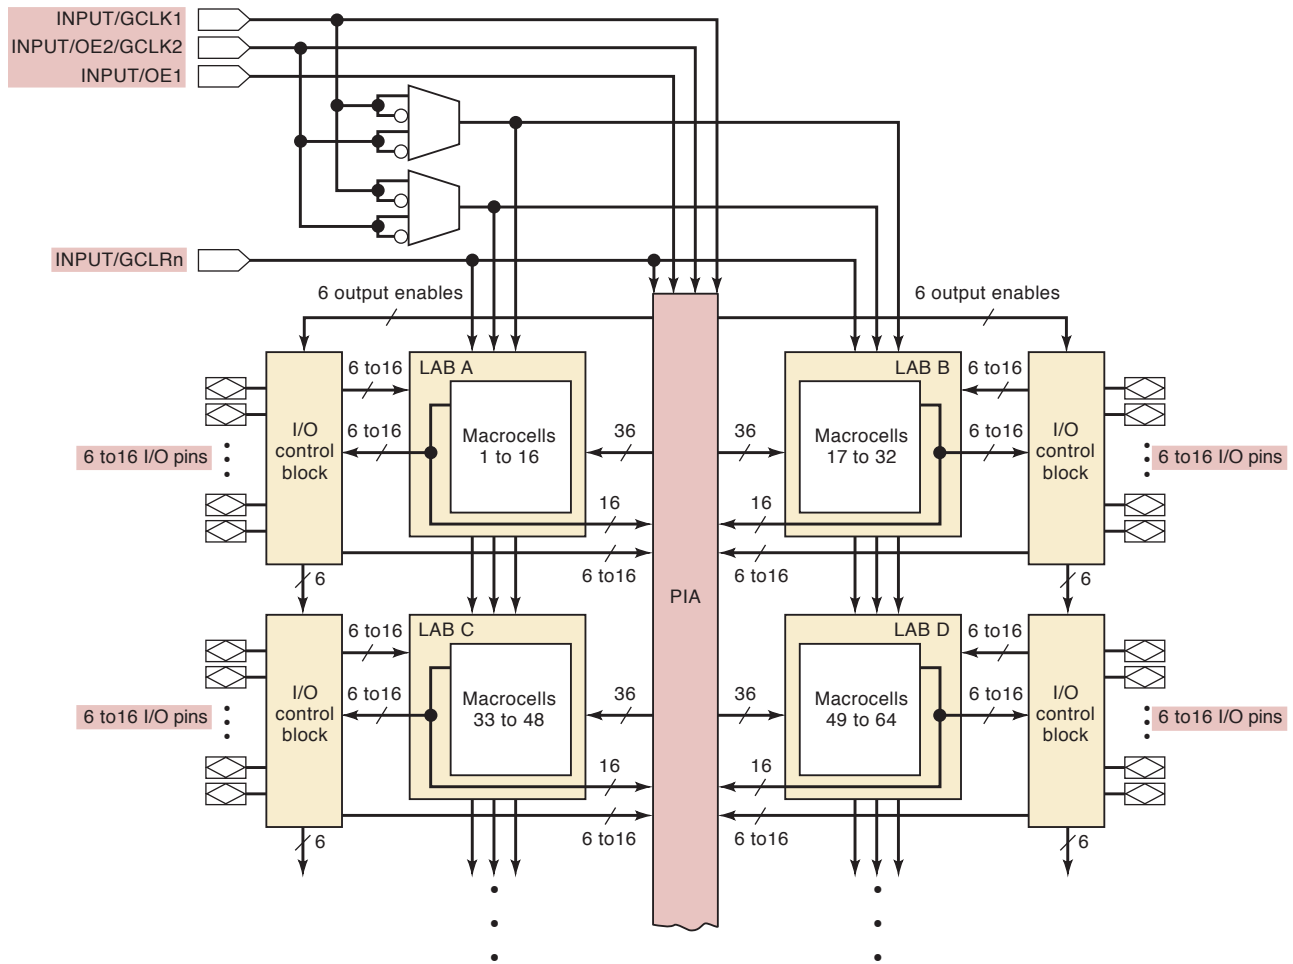 INPUT/GCLK1
INPUT/OE2/GCLK2
INPUT/OE1
INPUT/GCLRn
6 output enables
6 output enables
LAB A
LAB B
6 to16
6 to16
I/O
control
block
6 to16
Macrocells
1 to 16
36
36
Macrocells
17 to 32
6 to16
I/O
control
block
6 to16 I/O pins
6 to16 I/O pins
16
16
6 to16
6 to16
6
6
PIA
LAB C
LAB D
6 to16
6 to16
I/O
control
block
6 to16
Macrocells
33 to 48
36
36
Macrocells
49 to 64
6 to16
I/O
control
block
6 to16 I/O pins
6 to16 I/O pins
16
16
6 to16
6 to16
6
6